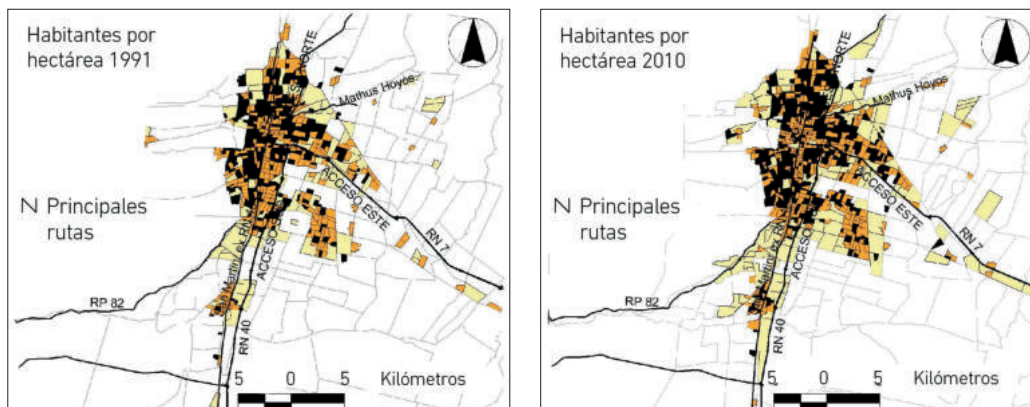 Habitantes por
hectárea 1991
NORTE
Mathus Hoyos
ACCESO ESTE
RN 7
N Principales
rutas
ACCESO
RP 82
RN 40
5 0 5 Kilómetros
Habitantes por
hectárea 2010
NORTE
Mathus Hoyos
ACCESO ESTE
RN 7
N Principales
rutas
ACCESO
RP 82
RN 40
5 0 5 Kilómetros